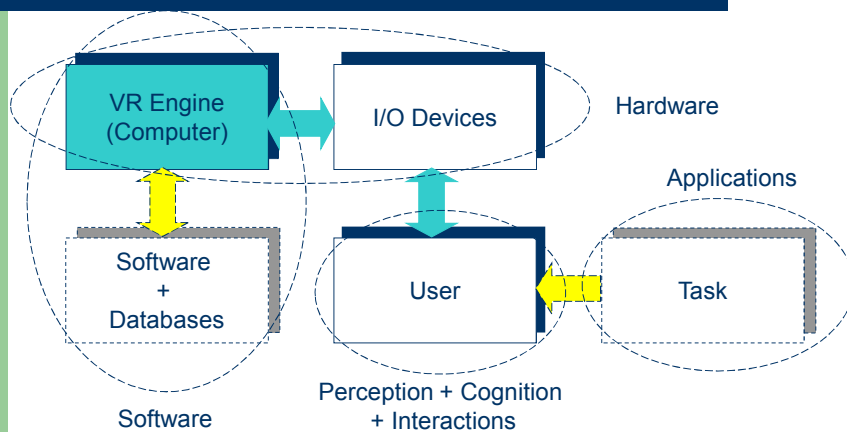 VR Engine
(Computer)
I/O Devices
Hardware
Applications
Software
+
Databases
User
Task
Perception + Cognition
+ Interactions
Software